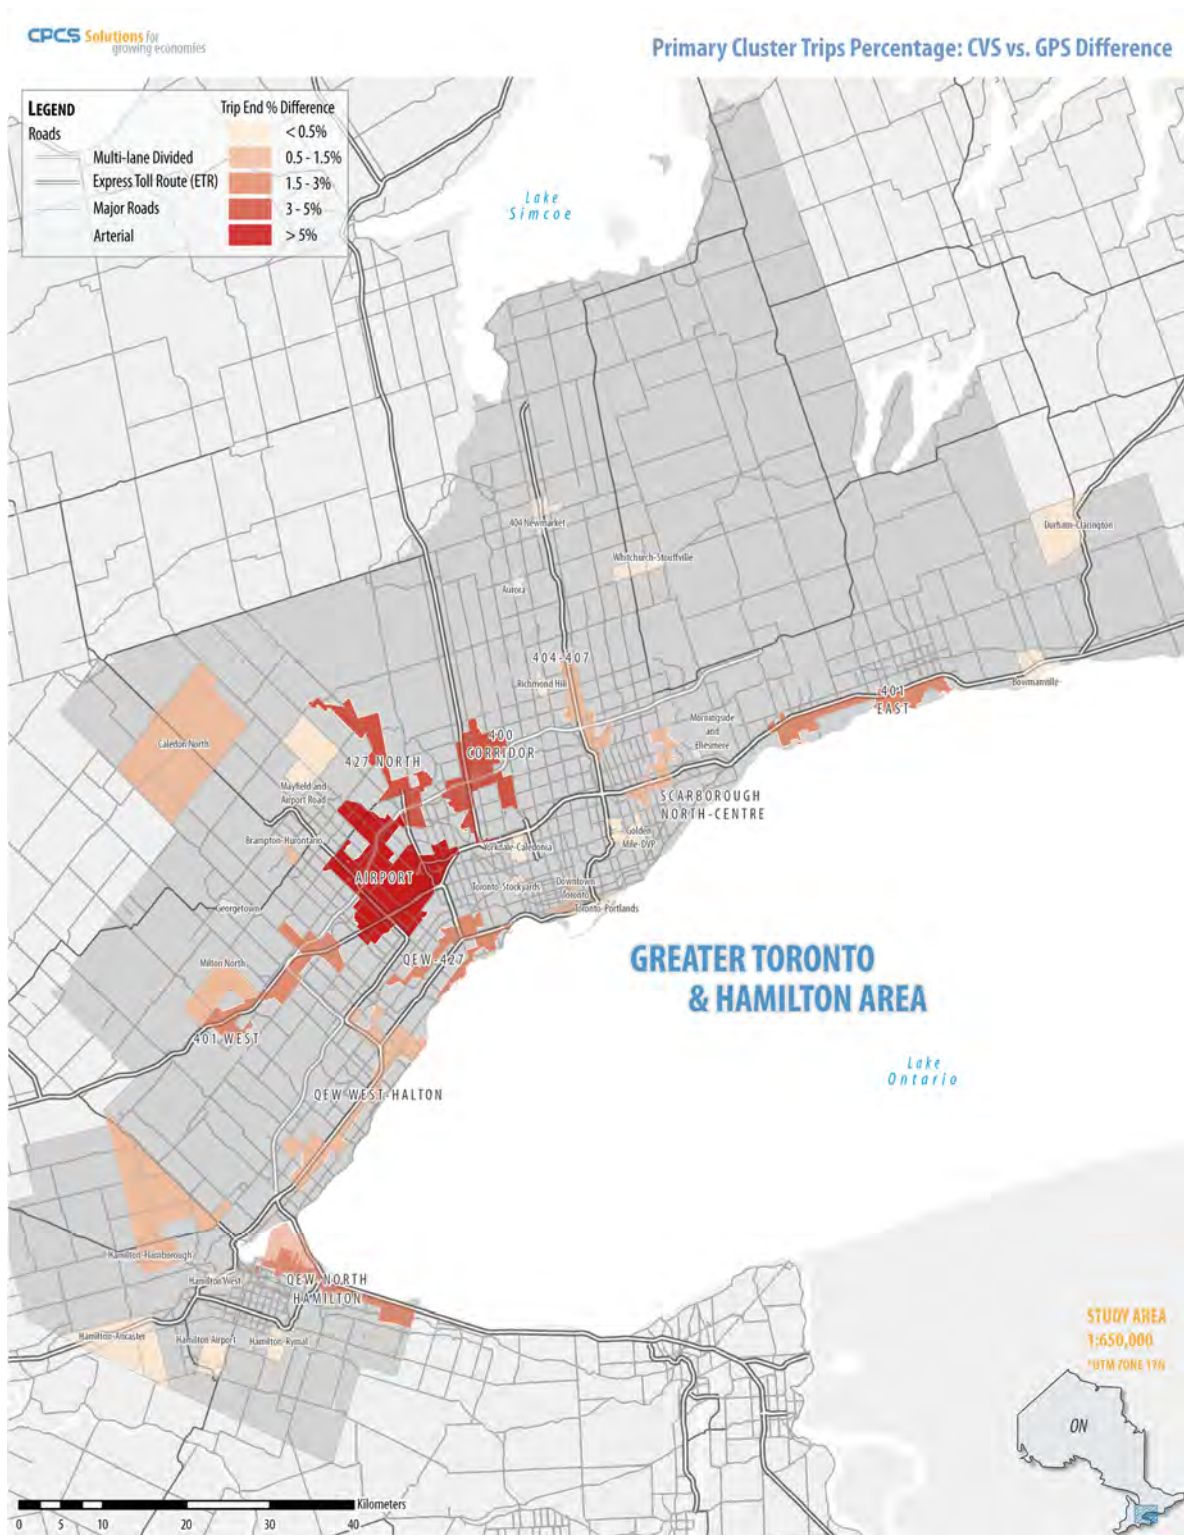 CPCS Solutions for
growing economies
Primary Cluster Trips Percentage: CVS vs. GPS Difference
LEGEND
Trip End % Difference
Roads
< 0.5%
Multi-lane Divided
0.5 - 1.5%
Express Toll Route (ETR)
1.5 - 3%
Major Roads
3 - 5%
Arterial
> 5%
Lake
Simcoe
404 Newmarket
Durham-Clarington
Whitchurch-Stouffville
Aurora
404-407
Richmond Hill
Bowmanville
401
EAST
Morningside
and
Ellesmere
Caledon North
400
CORRIDOR
427 NORTH
Mayfield and
Airport Road
SCARBOROUGH
NORTH-CENTRE
Golden
Mile-DVP
Brampton-Hurontario
Yorkdale-Caledonia
AIRPORT
Toronto-Stockyards
Downtown
Toronto
Toronto-Portlands
Georgetown
Milton North
QEW-427
GREATER TORONTO
& HAMILTON AREA
401 WEST
Lake
Ontario
QEW WEST-HALTON
Hamilton-Flamborough
Hamilton West
QEW NORTH
HAMILTON
Hamilton-Ancaster
Hamilton Airport
Hamilton-Rymal
STUDY AREA
1:650,000
*UTM ZONE 17N
ON
Kilometers
0 5 10 20 30 40